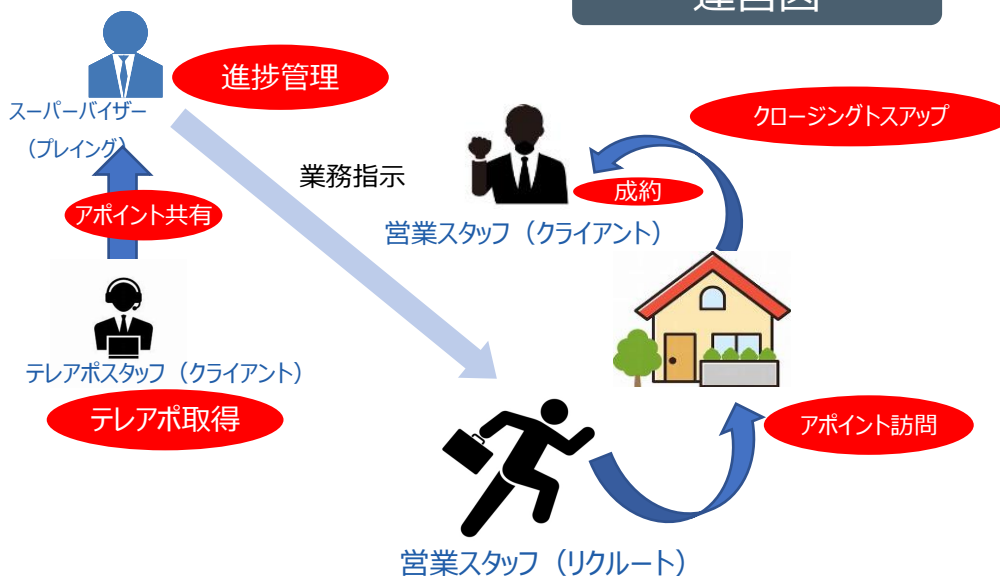 運営図
進捗管理
スーパーバイザー
（プレイング）
クロージングトスアップ
業務指示
成約
アポイント共有
営業スタッフ（クライアント）
テレアポスタッフ（クライアント）
テレアポ取得
アポイント訪問
営業スタッフ（リクルート）